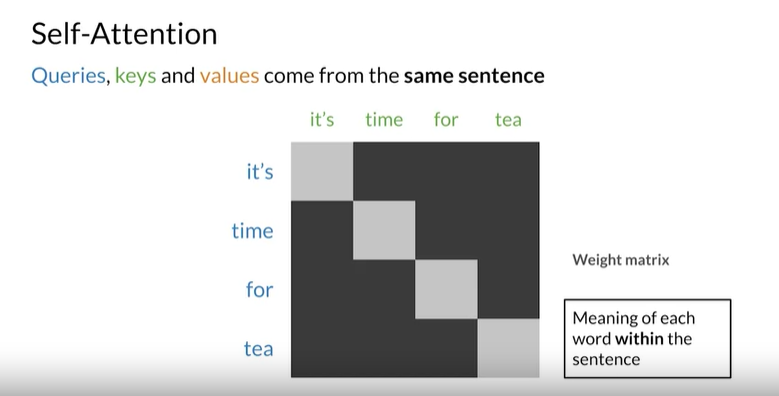 Self-Attention
Queries, keys and values come from the same sentence
it's time for tea
it's
time
for
tea
Weight matrix
Meaning of each
word within the
sentence